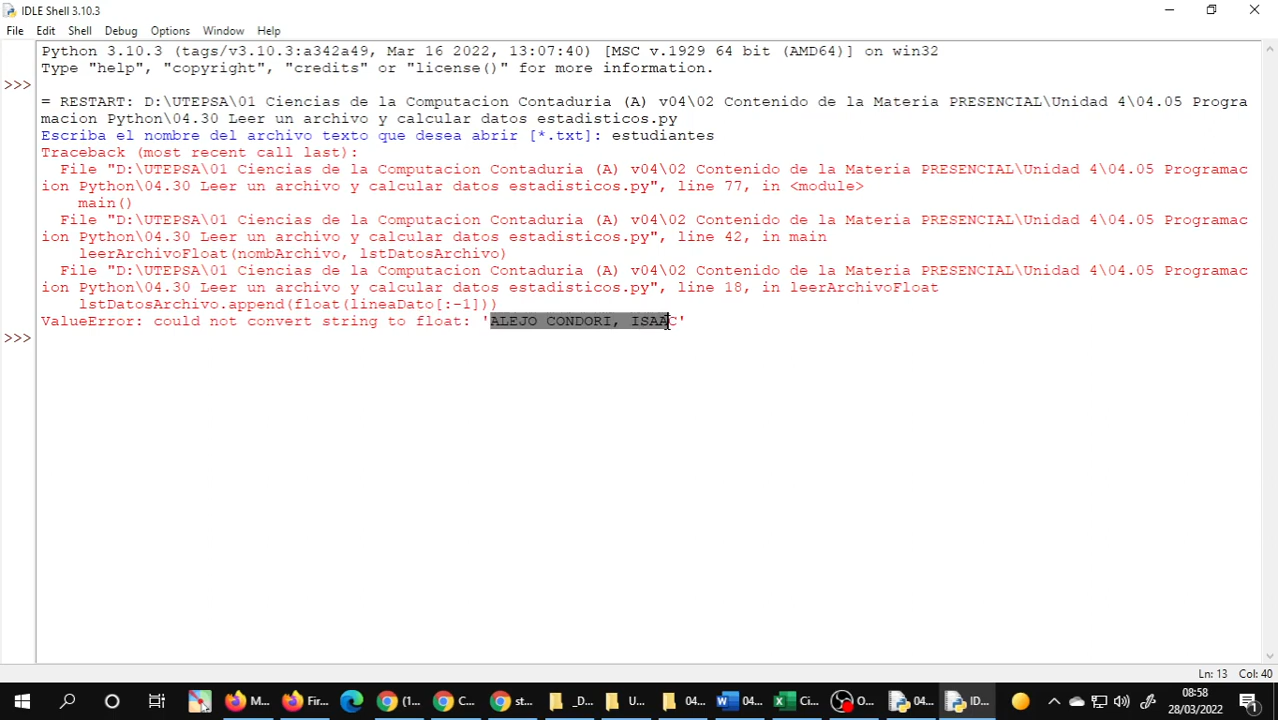 IDLE Shell 3.10.3
File Edit Shell Debug Options Window Help
Python 3.10.3 (tags/v3.10.3:a342a49, Mar 16 2022, 13:07:40) [MSC v.1929 64 bit (AMD64)] on win32
Type "help", "copyright", "credits" or "license()" for more information.
>>>
= RESTART: D:\UTEPSA\01 Ciencias de la Computacion Contaduria (A) v04\02 Contenido de la Materia PRESENCIAL\Unidad 4\04.05 Progra
macion Python\04.30 Leer un archivo y calcular datos estadisticos.py
Escriba el nombre del archivo texto que desea abrir [*.txt]: estudiantes
Traceback (most recent call last):
File "D:\UTEPSA\01 Ciencias de la Computacion Contaduria (A) v04\02 Contenido de la Materia PRESENCIAL\Unidad 4\04.05 Programac
ion Python\04.30 Leer un archivo y calcular datos estadisticos.py", line 77, in <module>
main()
File "D:\UTEPSA\01 Ciencias de la Computacion Contaduria (A) v04\02 Contenido de la Materia PRESENCIAL\Unidad 4\04.05 Programac
ion Python\04.30 Leer un archivo y calcular datos estadisticos.py", line 42, in main
leerArchivoFloat(nombArchivo, lstDatosArchivo)
File "D:\UTEPSA\01 Ciencias de la Computacion Contaduria (A) v04\02 Contenido de la Materia PRESENCIAL\Unidad 4\04.05 Programac
ion Python\04.30 Leer un archivo y calcular datos estadisticos.py", line 18, in leerArchivoFloat
lstDatosArchivo.append(float(lineaDato[:-1]))
ValueError: could not convert string to float: 'ALEJO CONDORI, ISAAC'
>>>
Ln: 13 Col: 40
M... Fir... (1... C... st... _D... U... 04... 04... Ci... O... 04... ID... 08:58
28/03/2022
1